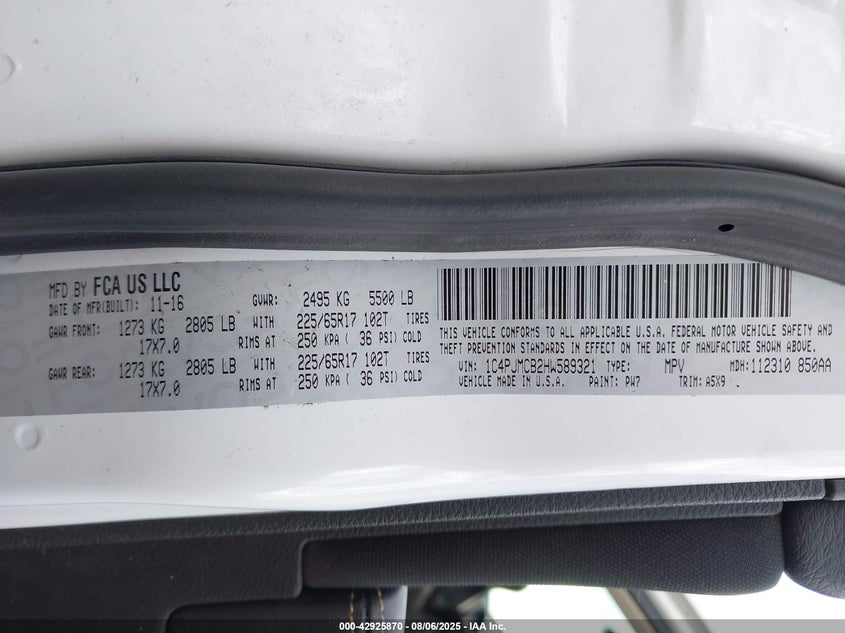 MFD BY FCA US LLC
DATE OF MFR(BUILT): 11-16
GVWR: 2495 KG 5500 LB
GAWR FRONT: 1273 KG 2805 LB WITH 225/65R17 102T TIRES
17X7.0 RIMS AT 250 KPA ( 36 PSI) COLD
GAWR REAR: 1273 KG 2805 LB WITH 225/65R17 102T TIRES
17X7.0 RIMS AT 250 KPA ( 36 PSI) COLD
THIS VEHICLE CONFORMS TO ALL APPLICABLE U.S.A. FEDERAL MOTOR VEHICLE SAFETY AND
THEFT PREVENTION STANDARDS IN EFFECT ON THE DATE OF MANUFACTURE SHOWN ABOVE.
VIN: 1C4PJMCB2HW589321 TYPE: MPV MDH: 112310 850AA
VEHICLE MADE IN U.S.A. PAINT: PW7 TRIM: A5X9
000-42925870 - 08/06/2025 - IAA Inc.